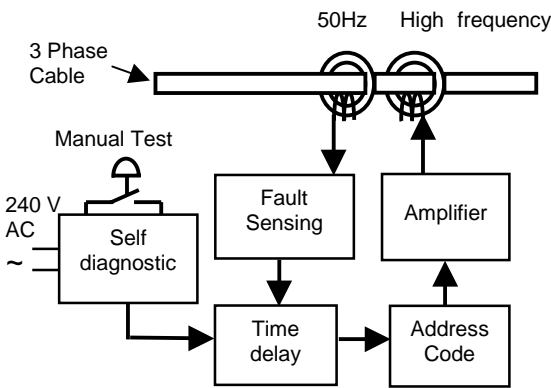 50Hz High frequency
3 Phase
Cable
Manual Test
240 V
AC
~
Self
diagnostic
Fault
Sensing
Amplifier
Time
delay
Address
Code